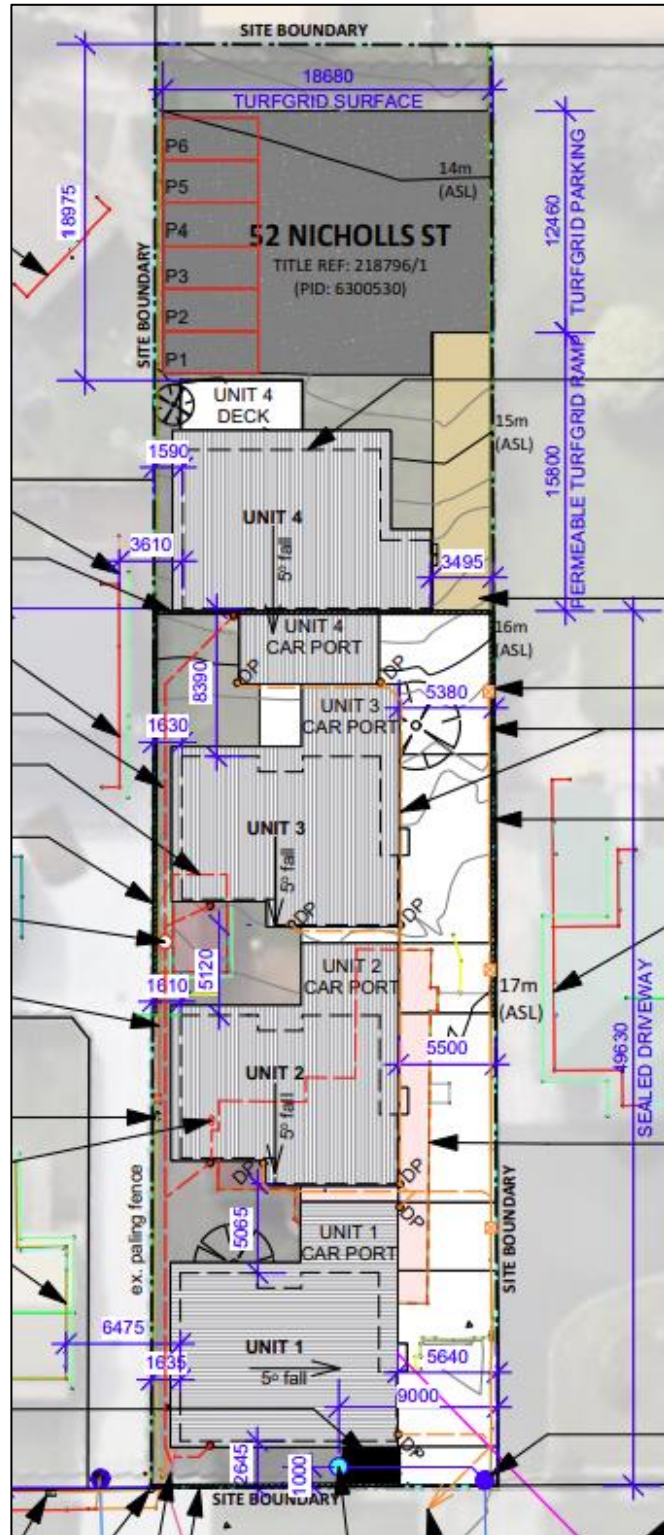 SITE BOUNDARY
18680
TURFGRID SURFACE
P6
P5
P4
P3
P2
P1
14m
(ASL)
52 NICHOLLS ST
TITLE REF: 218796/1
(PID: 6300530)
18975
SITE BOUNDARY
12460
TURFGRID PARKING
15800
PERMEABLE TURFGRID RAMP
UNIT 4
DECK
15m
(ASL)
1590
UNIT 4
5º fall
3610
3495
UNIT 4
CAR PORT
16m
(ASL)
DP
DP
8390
5380
UNIT 3
CAR PORT
1630
UNIT 3
5º fall
DP
DP
5120
UNIT 2
CAR PORT
17m
(ASL)
1610
5500
49630
SEALED DRIVEWAY
UNIT 2
5º fall
DP
DP
ex. paling fence
5065
UNIT 1
CAR PORT
DP
SITE BOUNDARY
6475
UNIT 1
1635
5º fall
5640
9000
2645
1000
DP
SITE BOUNDARY